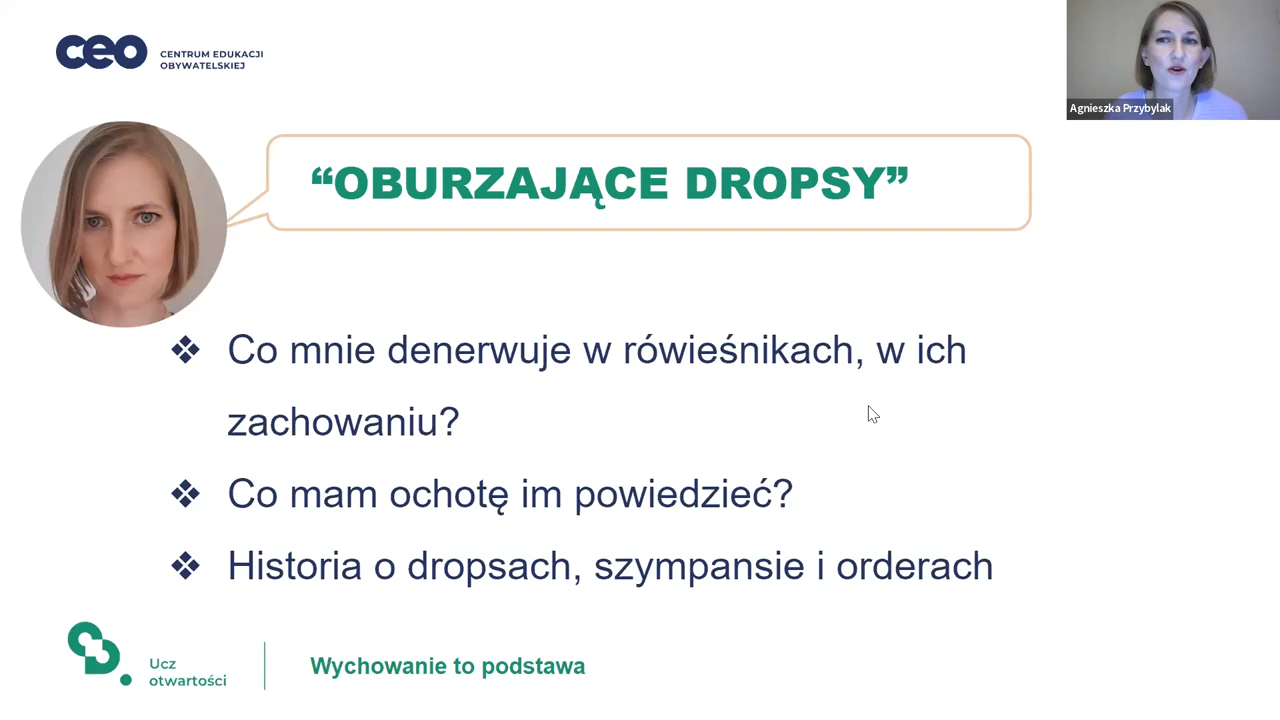 ceo CENTRUM EDUKACJI
OBYWATELSKIEJ
Agnieszka Przybylak
“OBURZAJĄCE DROPSY”
❖ Co mnie denerwuje w rówieśnikach, w ich
zachowaniu?
❖ Co mam ochotę im powiedzieć?
❖ Historia o dropsach, szympansie i orderach
Ucz
otwartości
Wychowanie to podstawa